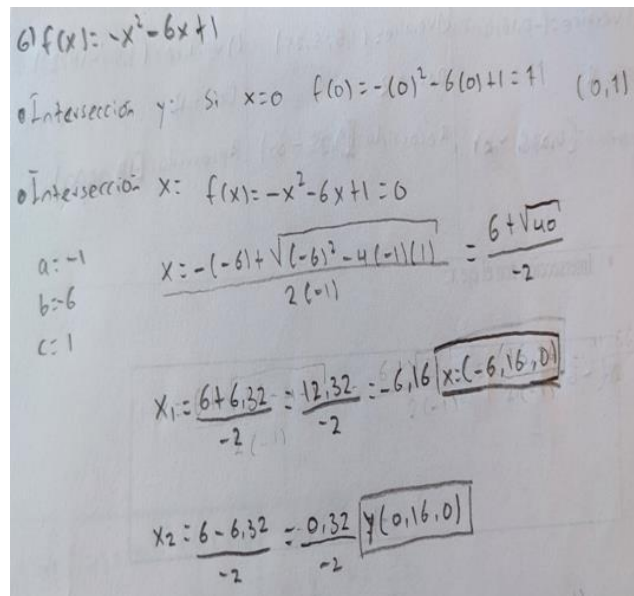 6) f(x) = -x² - 6x + 1
• Intersección y: Si x=0 f(0) = -(0)² - 6(0) + 1 = 1 (0,1)
• Intersección x: f(x) = -x² - 6x + 1 = 0
a = -1
b = -6
c = 1
x = -(-6) + √((-6)² - 4(-1)(1)) / 2(-1) = 6 + √40 / -2
x₁ = 6 + 6,32 / -2 = 12,32 / -2 = -6,16 x = (-6,16, 0)
x₂ = 6 - 6,32 / -2 = 0,32 / -2 y (0,16, 0)